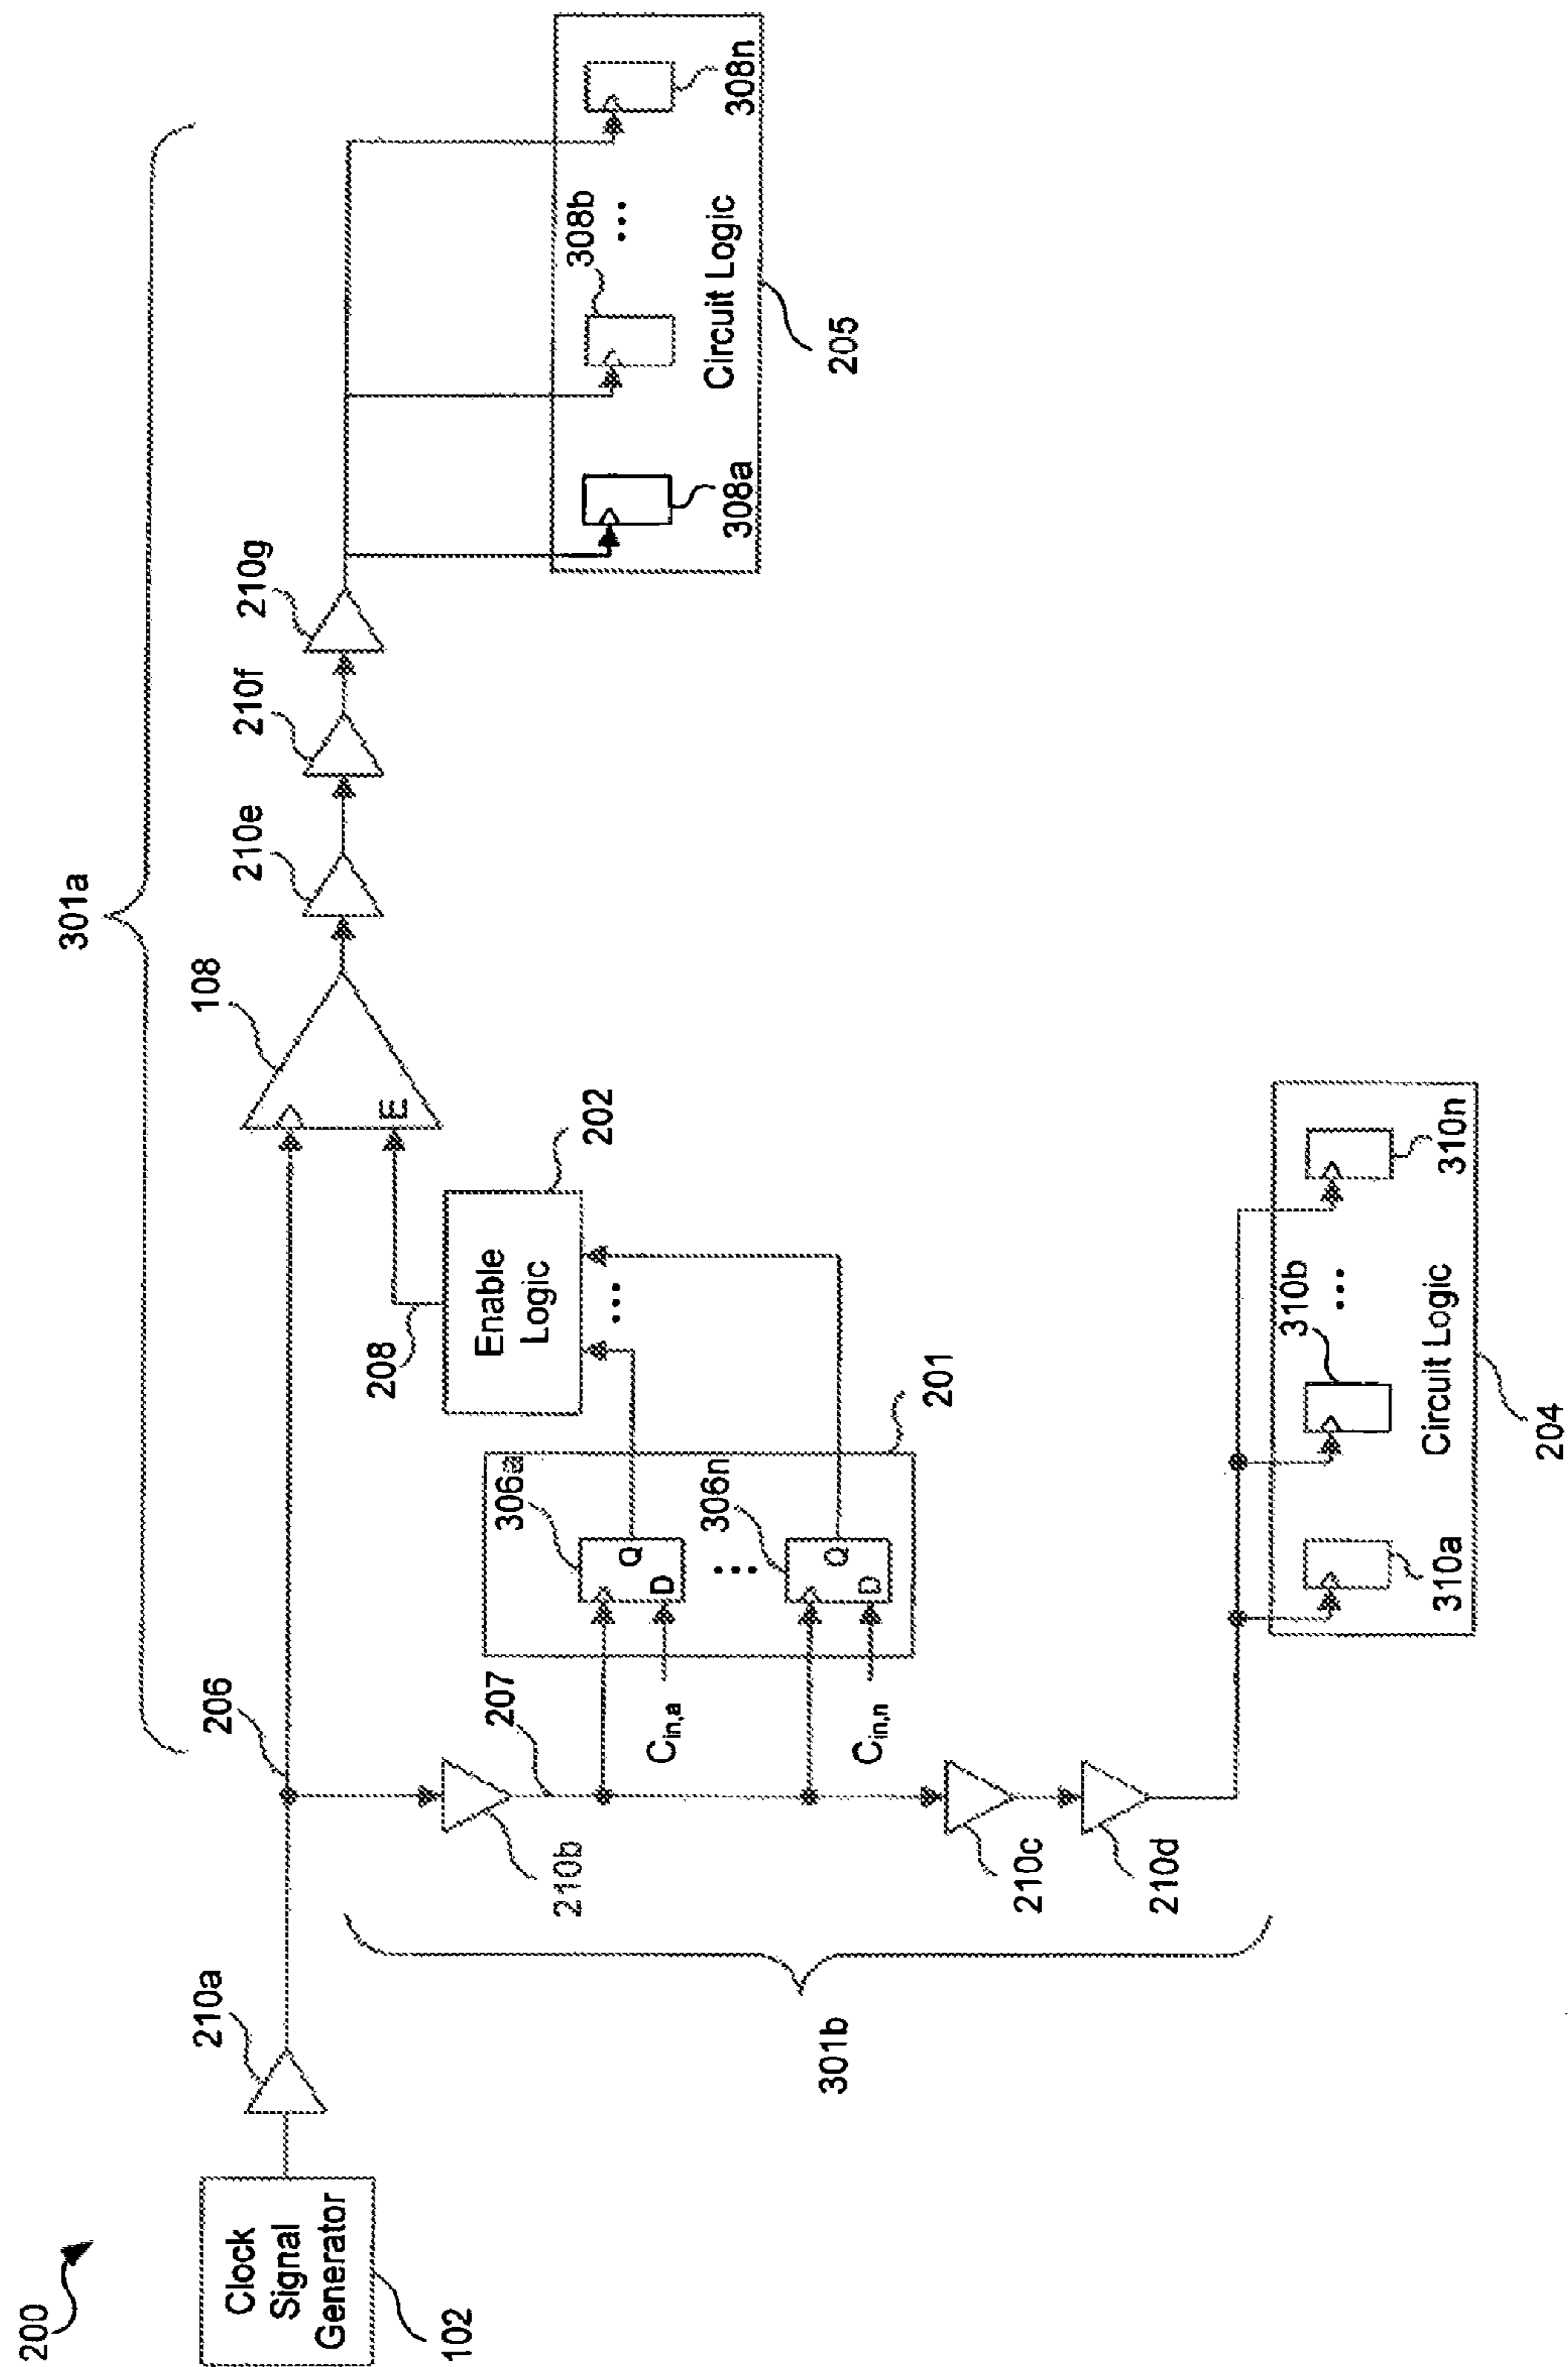 200
Clock
Signal
Generator
102
210a
206
301a
108
E
210e
210f
210g
308a
308b
...
308n
Circuit Logic
205
202
Enable
Logic
208
...
201
306a
Q
D
...
306n
Q
D
207
C_in,a
C_in,n
210b
210c
210d
301b
310a
310b
...
310n
Circuit Logic
204